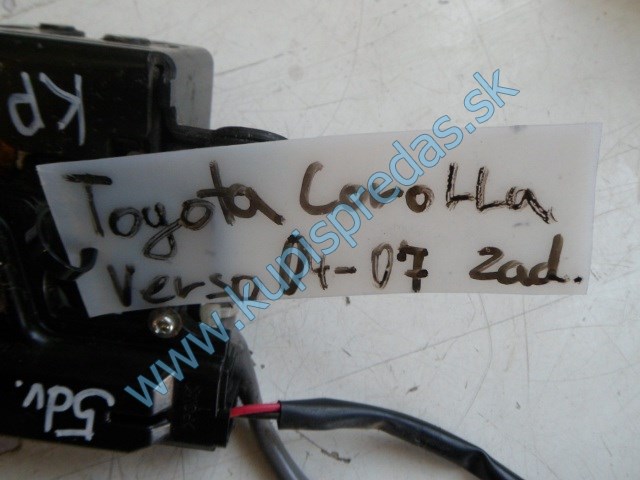 KP
Toyota Corolla
Verso 04-07 zad.
5dv.
www.kupispredas.sk